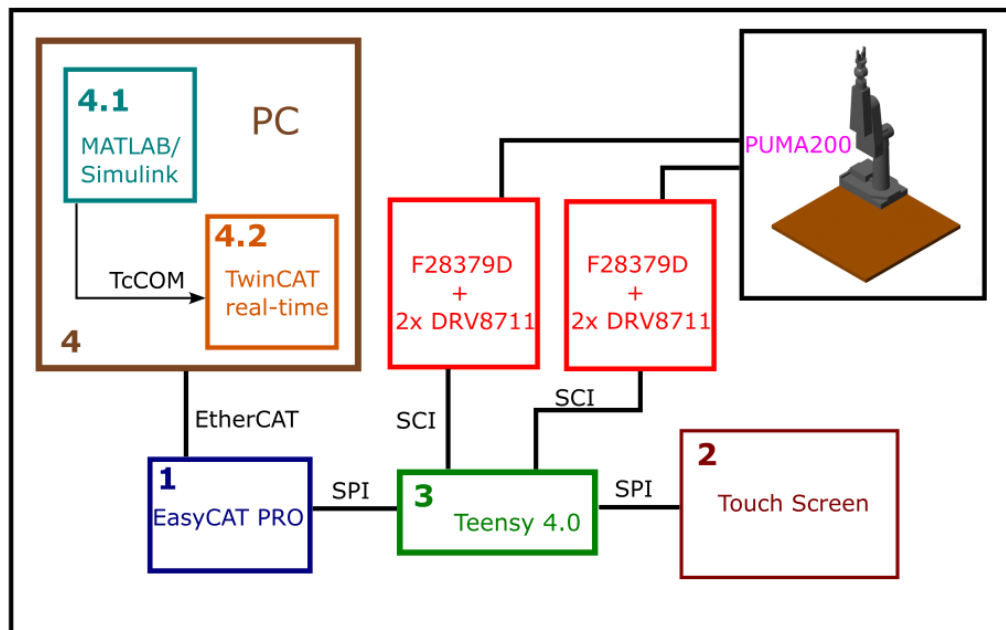 4.1
MATLAB/
Simulink
PC
TcCOM
4.2
TwinCAT
real-time
4
PUMA200
F28379D
+
2x DRV8711
F28379D
+
2x DRV8711
EtherCAT
SCI
SCI
1
EasyCAT PRO
SPI
3
Teensy 4.0
SPI
2
Touch Screen